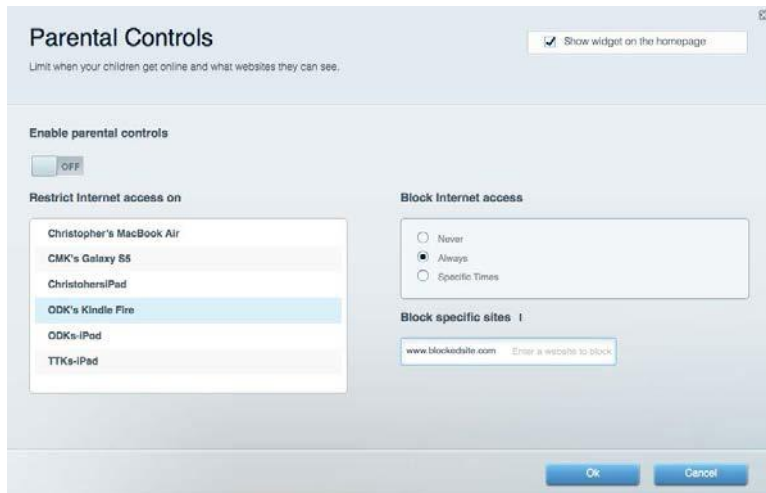 Parental Controls
Show widget on the homepage
Limit when your children get online and what websites they can see.
Enable parental controls
OFF
Restrict Internet access on
Block Internet access
Christopher's MacBook Air
CMK's Galaxy S5
ChristohersiPad
ODK's Kindle Fire
ODKs-iPod
TTKs-iPad
Never
Always
Specific Times
Block specific sites |
www.blockedsite.com Enter a website to block
Ok
Cancel